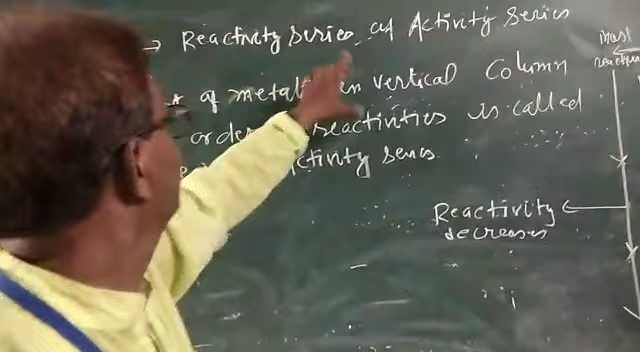 → Reactivity Series or Activity Series
* of metals in vertical Column
order reactivities is called
activity series.
most
reactive
Reactivity ←
decreases